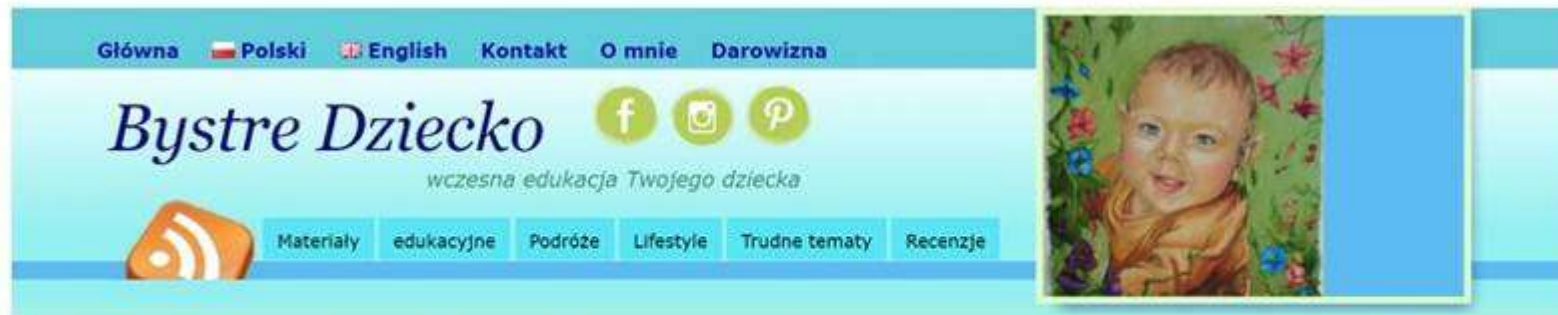 Główna Polski English Kontakt O mnie Darowizna
Bystre Dziecko
wczesna edukacja Twojego dziecka
Materiały edukacyjne Podróże Lifestyle Trudne tematy Recenzje